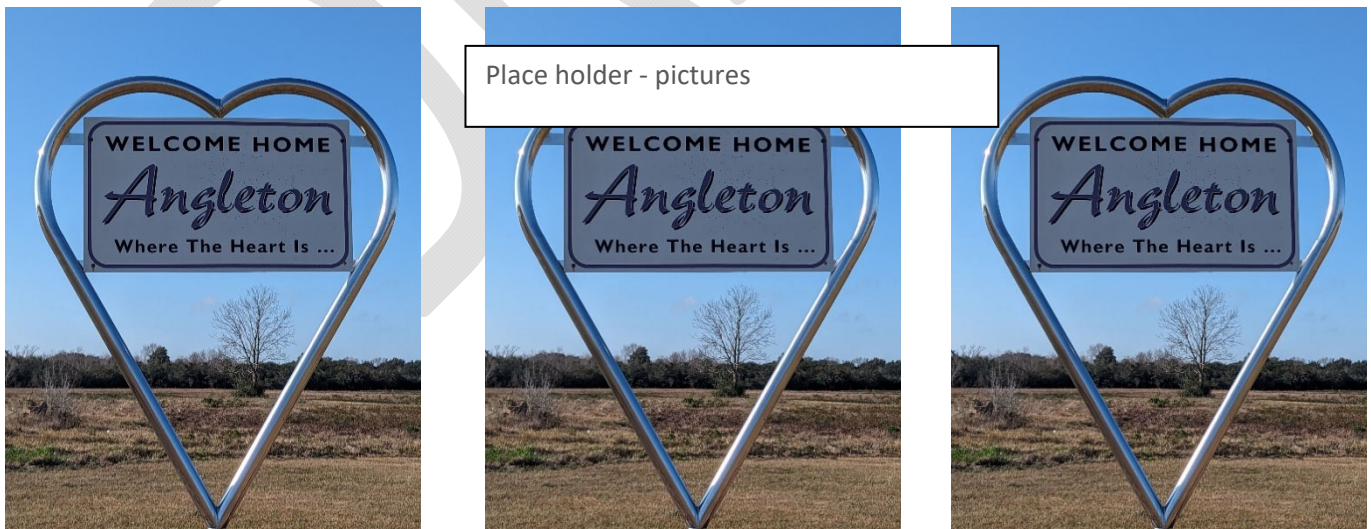 Place holder - pictures
WELCOME HOME
Angleton
Where The Heart Is ...
WELCOME HOME
Angleton
Where The Heart Is ...
WELCOME HOME
Angleton
Where The Heart Is ...